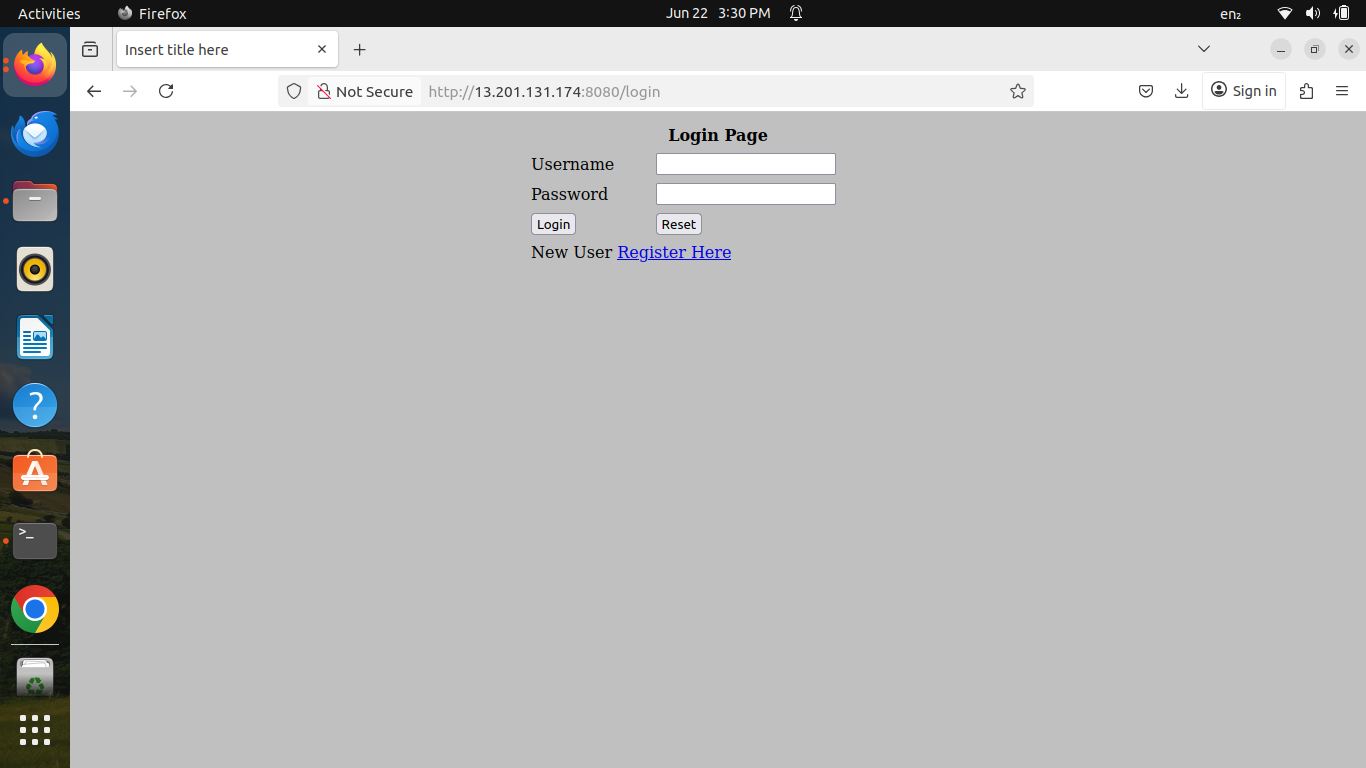 Activities Firefox Jun 22 3:30 PM en₂
Insert title here
Not Secure http://13.201.131.174:8080/login Sign in
Login Page
Username
Password
Login Reset
New User Register Here